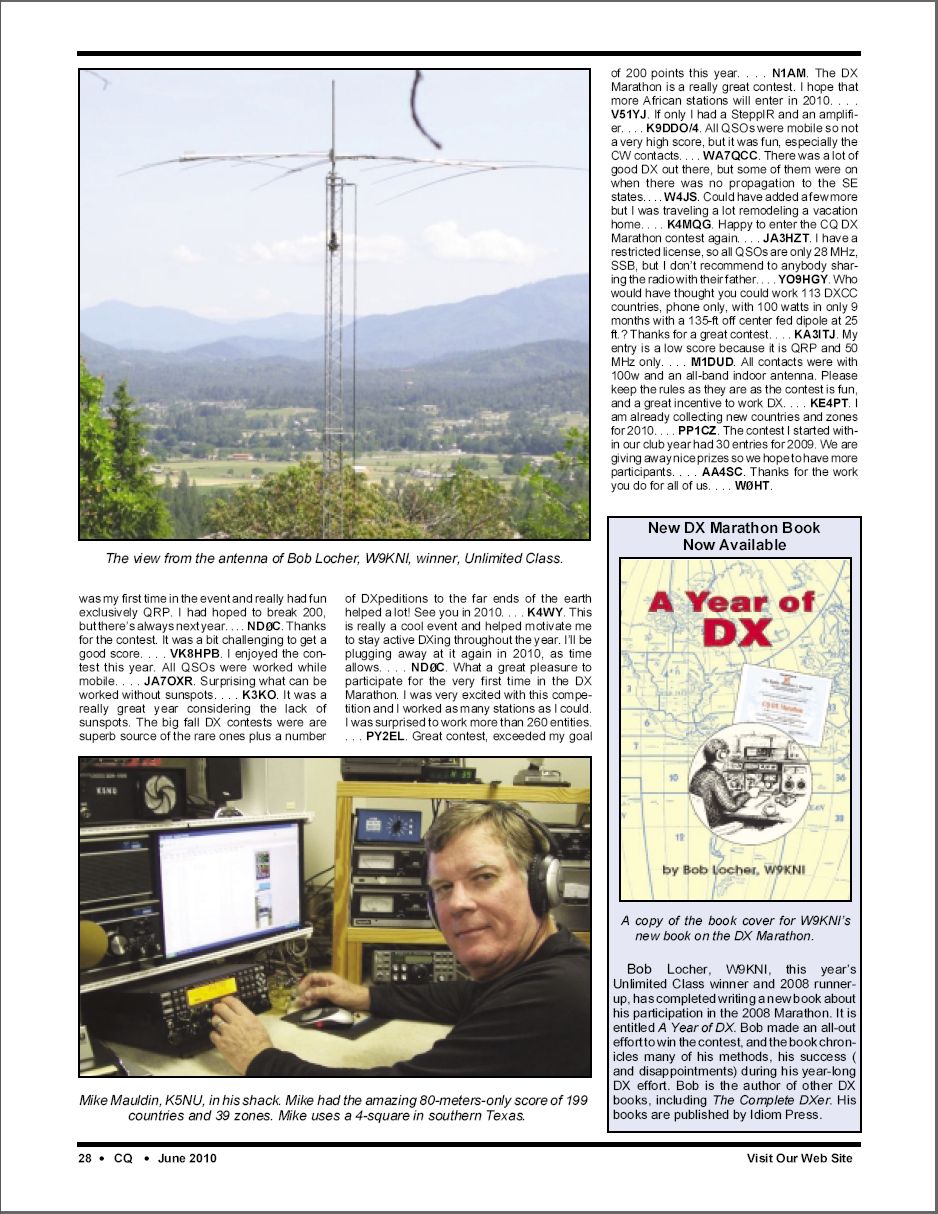 The view from the antenna of Bob Locher, W9KNI, winner, Unlimited Class.
was my first time in the event and really had fun
exclusively QRP. I had hoped to break 200,
but there's always next year. . . . NDØC. Thanks
for the contest. It was a bit challenging to get a
good score. . . . VK8HPB. I enjoyed the con-
test this year. All QSOs were worked while
mobile. . . . JA7OXR. Surprising what can be
worked without sunspots. . . . K3KO. It was a
really great year considering the lack of
sunspots. The big fall DX contests were are
superb source of the rare ones plus a number
of DXpeditions to the far ends of the earth
helped a lot! See you in 2010. . . . K4WY. This
is really a cool event and helped motivate me
to stay active DXing throughout the year. I'll be
plugging away at it again in 2010, as time
allows. . . . NDØC. What a great pleasure to
participate for the very first time in the DX
Marathon. I was very excited with this compe-
tition and I worked as many stations as I could.
I was surprised to work more than 260 entities.
. . . PY2EL. Great contest, exceeded my goal
K5NU
Mike Mauldin, K5NU, in his shack. Mike had the amazing 80-meters-only score of 199
countries and 39 zones. Mike uses a 4-square in southern Texas.
of 200 points this year. . . . N1AM. The DX
Marathon is a really great contest. I hope that
more African stations will enter in 2010. . . .
V51YJ. If only I had a SteppIR and an amplifi-
er. . . . K9DDO/4. All QSOs were mobile so not
a very high score, but it was fun, especially the
CW contacts. . . . WA7QCC. There was a lot of
good DX out there, but some of them were on
when there was no propagation to the SE
states. . . . W4JS. Could have added a few more
but I was traveling a lot remodeling a vacation
home. . . . K4MQG. Happy to enter the CQ DX
Marathon contest again. . . . JA3HZT. I have a
restricted license, so all QSOs are only 28 MHz,
SSB, but I don't recommend to anybody shar-
ing the radio with their father. . . . YO9HGY. Who
would have thought you could work 113 DXCC
countries, phone only, with 100 watts in only 9
months with a 135-ft off center fed dipole at 25
ft.? Thanks for a great contest. . . . KA3ITJ. My
entry is a low score because it is QRP and 50
MHz only. . . . M1DUD. All contacts were with
100w and an all-band indoor antenna. Please
keep the rules as they are as the contest is fun,
and a great incentive to work DX. . . . KE4PT. I
am already collecting new countries and zones
for 2010. . . . PP1CZ. The contest I started with-
in our club year had 30 entries for 2009. We are
giving away nice prizes so we hope to have more
participants. . . . AA4SC. Thanks for the work
you do for all of us. . . . WØHT.
New DX Marathon Book
Now Available
A Year of
DX
10
12
36
38
by Bob Locher, W9KNI
A copy of the book cover for W9KNI's
new book on the DX Marathon.
Bob Locher, W9KNI, this year's
Unlimited Class winner and 2008 runner-
up, has completed writing a new book about
his participation in the 2008 Marathon. It is
entitled A Year of DX. Bob made an all-out
effort to win the contest, and the book chron-
icles many of his methods, his success (
and disappointments) during his year-long
DX effort. Bob is the author of other DX
books, including The Complete DXer. His
books are published by Idiom Press.
28 • CQ • June 2010
Visit Our Web Site